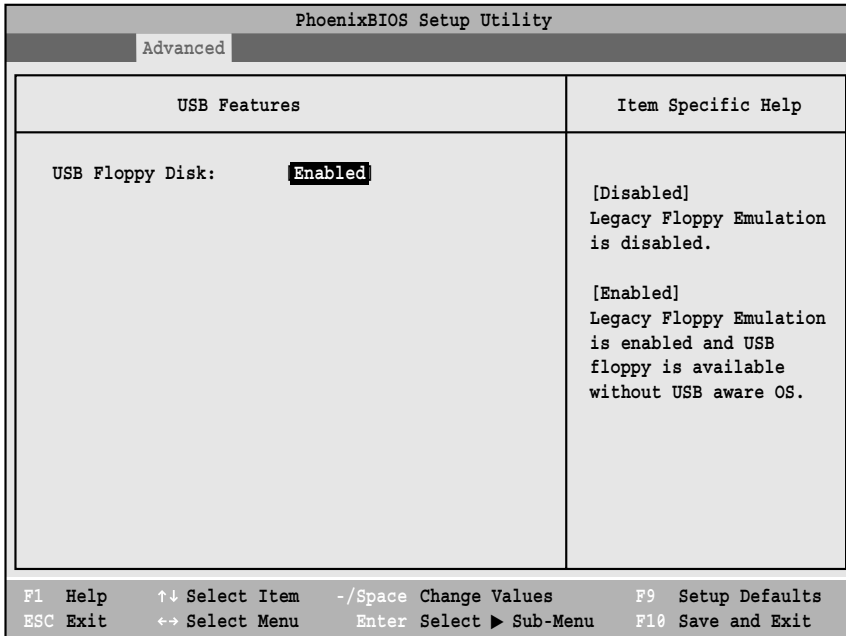 PhoenixBIOS Setup Utility
Advanced
USB Features
Item Specific Help
USB Floppy Disk: [Enabled]
[Disabled]
Legacy Floppy Emulation
is disabled.
[Enabled]
Legacy Floppy Emulation
is enabled and USB
floppy is available
without USB aware OS.
F1 Help ↑↓ Select Item -/Space Change Values F9 Setup Defaults
ESC Exit ←→ Select Menu Enter Select ▶ Sub-Menu F10 Save and Exit